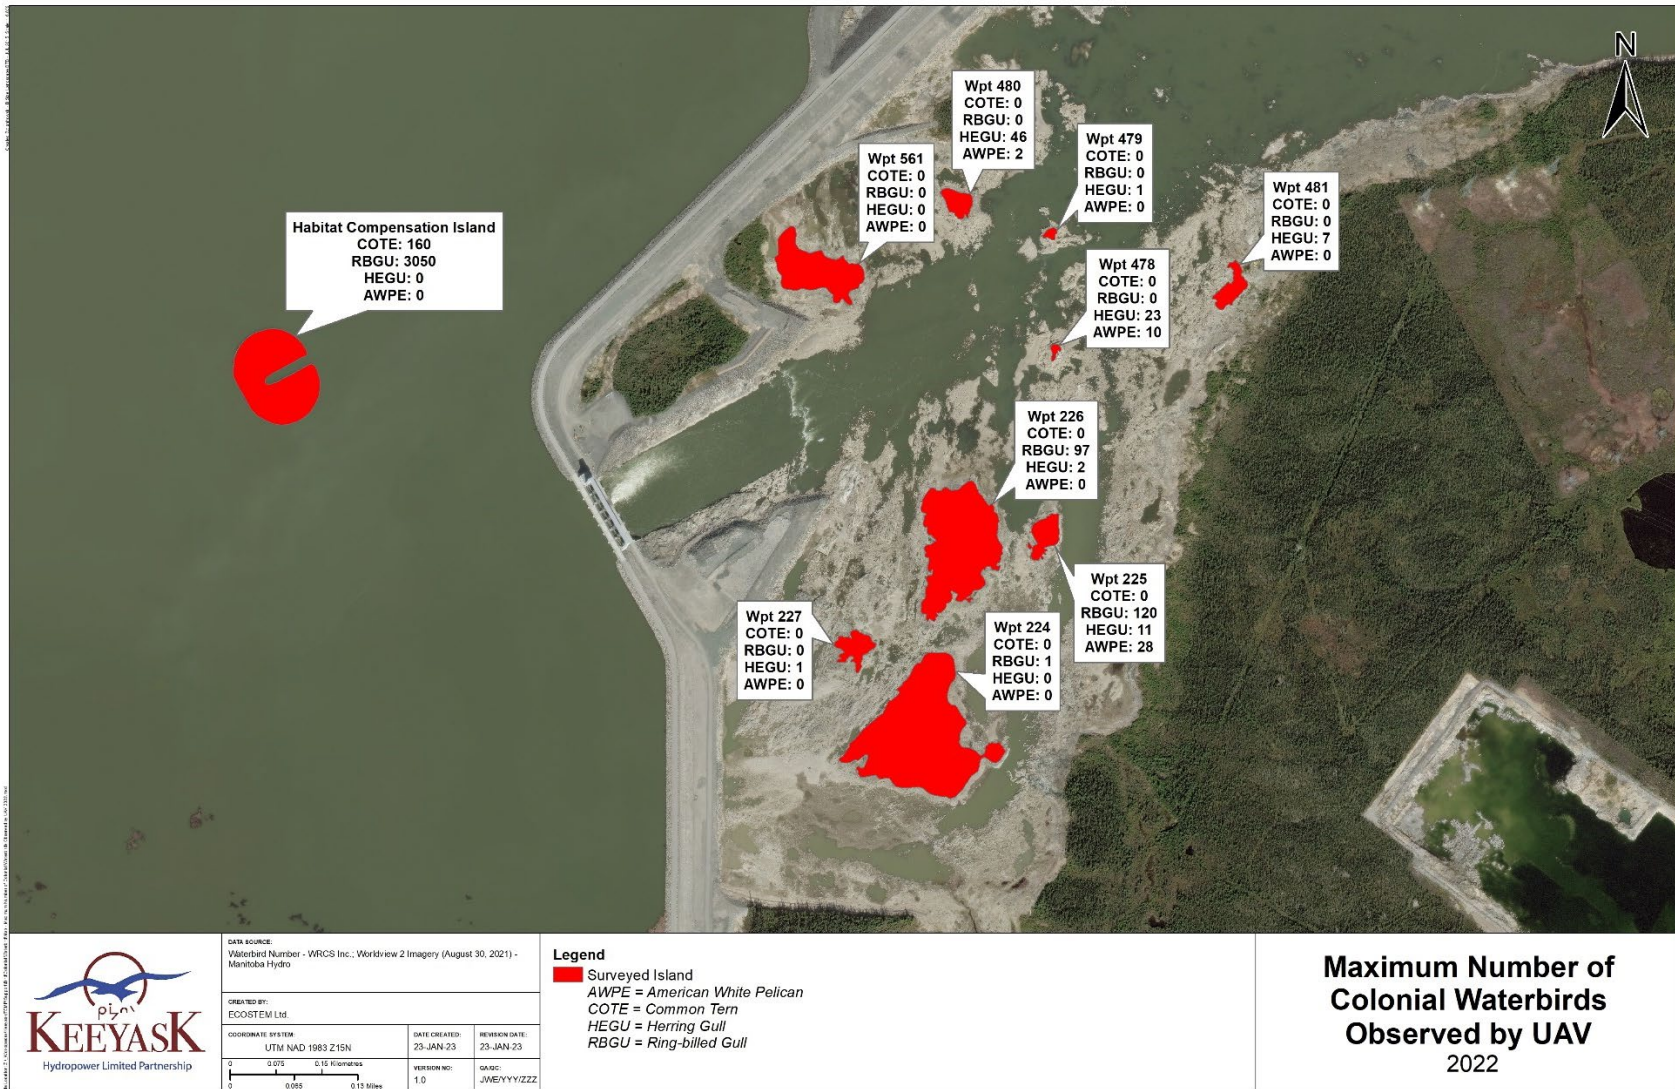 N
Wpt 480
COTE: 0
RBGU: 0
HEGU: 46
AWPE: 2
Wpt 479
COTE: 0
RBGU: 0
HEGU: 1
AWPE: 0
Wpt 561
COTE: 0
RBGU: 0
HEGU: 0
AWPE: 0
Wpt 481
COTE: 0
RBGU: 0
HEGU: 7
AWPE: 0
Habitat Compensation Island
COTE: 160
RBGU: 3050
HEGU: 0
AWPE: 0
Wpt 478
COTE: 0
RBGU: 0
HEGU: 23
AWPE: 10
Wpt 226
COTE: 0
RBGU: 97
HEGU: 2
AWPE: 0
Wpt 225
COTE: 0
RBGU: 120
HEGU: 11
AWPE: 28
Wpt 227
COTE: 0
RBGU: 0
HEGU: 1
AWPE: 0
Wpt 224
COTE: 0
RBGU: 1
HEGU: 0
AWPE: 0
KEEYASK
Hydropower Limited Partnership
DATA SOURCE:
Waterbird Number - WRCS Inc.; Worldview 2 Imagery (August 30, 2021) -
Manitoba Hydro
CREATED BY:
ECOSTEM Ltd.
COORDINATE SYSTEM:
UTM NAD 1983 Z15N
DATE CREATED:
23-JAN-23
REVISION DATE:
23-JAN-23
0 0.075 0.15 Kilometres
0 0.065 0.13 Miles
VERSION NO:
1.0
QA/QC:
JWE/YYY/ZZZ
Legend
Surveyed Island
AWPE = American White Pelican
COTE = Common Tern
HEGU = Herring Gull
RBGU = Ring-billed Gull
Maximum Number of
Colonial Waterbirds
Observed by UAV
2022